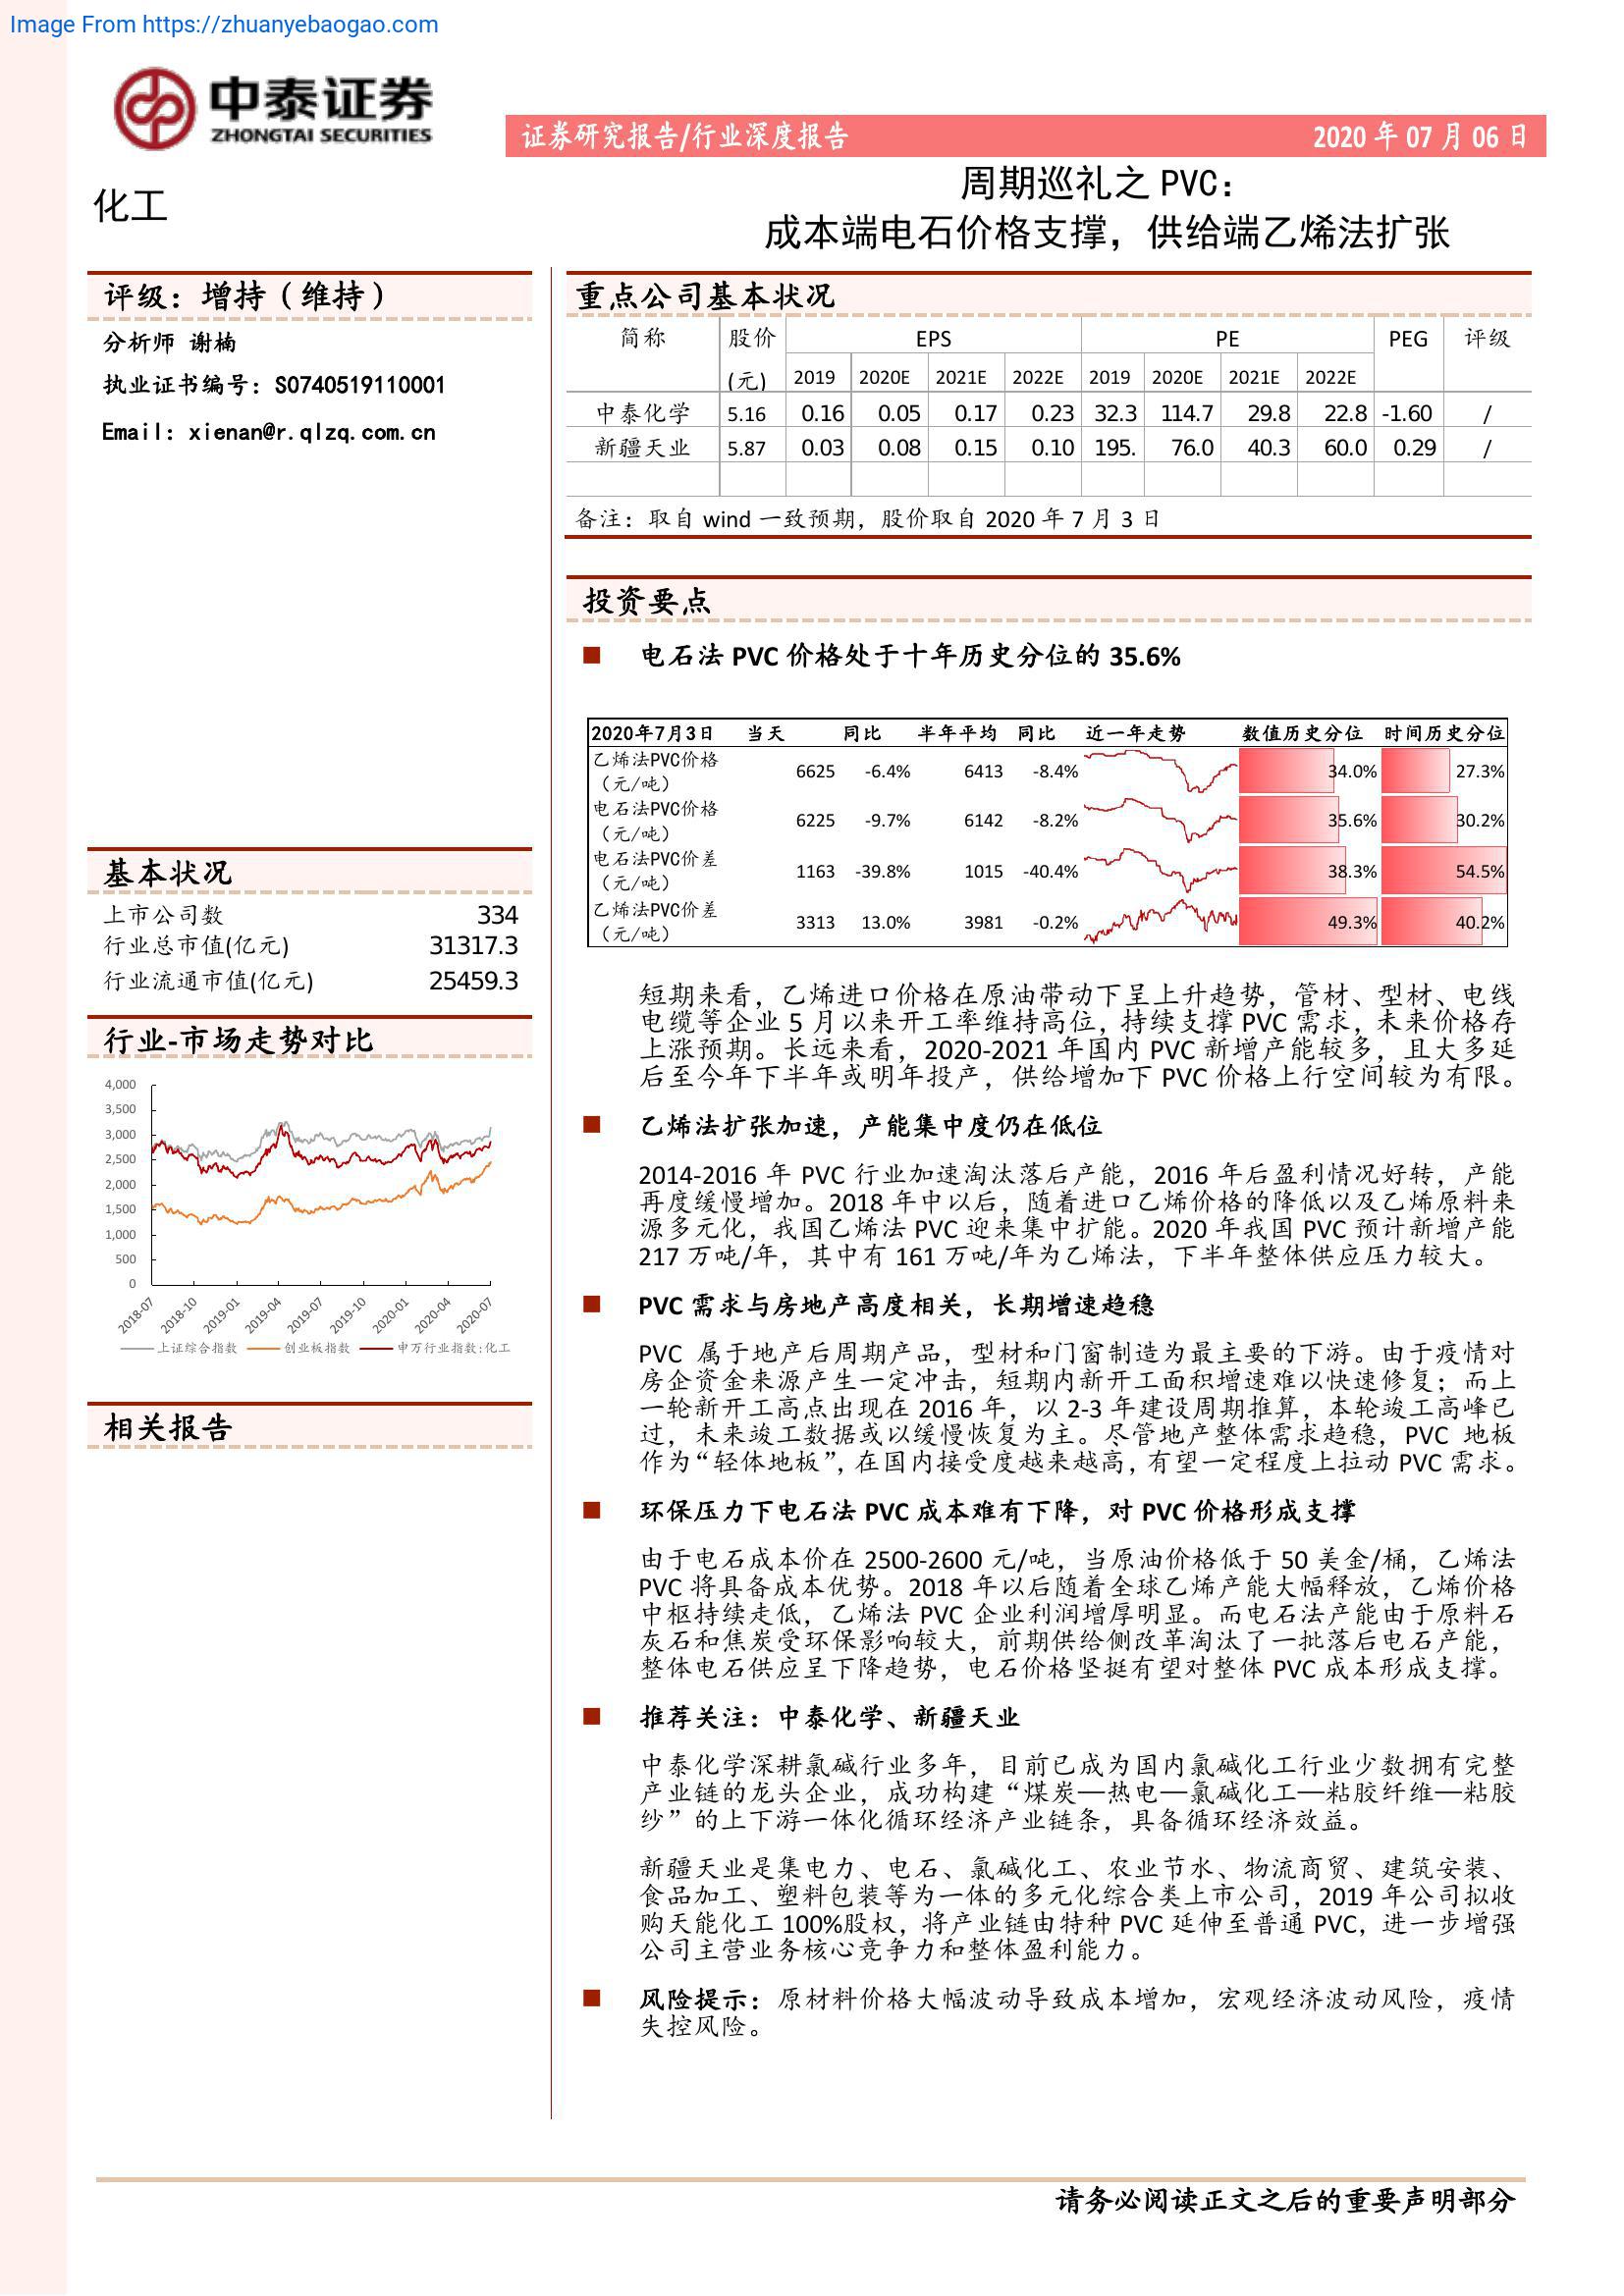 Image From https://zhuanyebaogao.com
中泰证券
ZHONGTAI SECURITIES
证券研究报告/行业深度报告
2020 年 07 月 06 日
化工
周期巡礼之 PVC：
成本端电石价格支撑，供给端乙烯法扩张
评级：增持（维持）
分析师 谢楠
执业证书编号：S0740519110001
Email：xienan@r.qlzq.com.cn
基本状况
上市公司数 334
行业总市值(亿元) 31317.3
行业流通市值(亿元) 25459.3
行业-市场走势对比
4,000
3,500
3,000
2,500
2,000
1,500
1,000
500
0
2018-07 2018-10 2019-01 2019-04 2019-07 2019-10 2020-01 2020-04 2020-07
上证综合指数 创业板指数 申万行业指数:化工
相关报告
重点公司基本状况
简称 股价 EPS PE PEG 评级
(元) 2019 2020E 2021E 2022E 2019 2020E 2021E 2022E
中泰化学 5.16 0.16 0.05 0.17 0.23 32.3 114.7 29.8 22.8 -1.60 /
新疆天业 5.87 0.03 0.08 0.15 0.10 195. 76.0 40.3 60.0 0.29 /
备注：取自 wind 一致预期，股价取自 2020 年 7 月 3 日
投资要点
电石法 PVC 价格处于十年历史分位的 35.6%
2020年7月3日 当天 同比 半年平均 同比 近一年走势 数值历史分位 时间历史分位
乙烯法PVC价格
（元/吨） 6625 -6.4% 6413 -8.4% 34.0% 27.3%
电石法PVC价格
（元/吨） 6225 -9.7% 6142 -8.2% 35.6% 30.2%
电石法PVC价差
（元/吨） 1163 -39.8% 1015 -40.4% 38.3% 54.5%
乙烯法PVC价差
（元/吨） 3313 13.0% 3981 -0.2% 49.3% 40.2%
短期来看，乙烯进口价格在原油带动下呈上升趋势，管材、型材、电线
电缆等企业 5 月以来开工率维持高位，持续支撑 PVC 需求，未来价格存
上涨预期。长远来看，2020-2021 年国内 PVC 新增产能较多，且大多延
后至今年下半年或明年投产，供给增加下 PVC 价格上行空间较为有限。
乙烯法扩张加速，产能集中度仍在低位
2014-2016 年 PVC 行业加速淘汰落后产能，2016 年后盈利情况好转，产能
再度缓慢增加。2018 年中以后，随着进口乙烯价格的降低以及乙烯原料来
源多元化，我国乙烯法 PVC 迎来集中扩能。2020 年我国 PVC 预计新增产能
217 万吨/年，其中有 161 万吨/年为乙烯法，下半年整体供应压力较大。
PVC 需求与房地产高度相关，长期增速趋稳
PVC 属于地产后周期产品，型材和门窗制造为最主要的下游。由于疫情对
房企资金来源产生一定冲击，短期内新开工面积增速难以快速修复；而上
一轮新开工高点出现在 2016 年，以 2-3 年建设周期推算，本轮竣工高峰已
过，未来竣工数据或以缓慢恢复为主。尽管地产整体需求趋稳，PVC 地板
作为“轻体地板”，在国内接受度越来越高，有望一定程度上拉动 PVC 需求。
环保压力下电石法 PVC 成本难有下降，对 PVC 价格形成支撑
由于电石成本价在 2500-2600 元/吨，当原油价格低于 50 美金/桶，乙烯法
PVC 将具备成本优势。2018 年以后随着全球乙烯产能大幅释放，乙烯价格
中枢持续走低，乙烯法 PVC 企业利润增厚明显。而电石法产能由于原料石
灰石和焦炭受环保影响较大，前期供给侧改革淘汰了一批落后电石产能，
整体电石供应呈下降趋势，电石价格坚挺有望对整体 PVC 成本形成支撑。
推荐关注：中泰化学、新疆天业
中泰化学深耕氯碱行业多年，目前已成为国内氯碱化工行业少数拥有完整
产业链的龙头企业，成功构建“煤炭—热电—氯碱化工—粘胶纤维—粘胶
纱”的上下游一体化循环经济产业链条，具备循环经济效益。
新疆天业是集电力、电石、氯碱化工、农业节水、物流商贸、建筑安装、
食品加工、塑料包装等为一体的多元化综合类上市公司，2019 年公司拟收
购天能化工 100%股权，将产业链由特种 PVC 延伸至普通 PVC，进一步增强
公司主营业务核心竞争力和整体盈利能力。
风险提示：原材料价格大幅波动导致成本增加，宏观经济波动风险，疫情
失控风险。
请务必阅读正文之后的重要声明部分